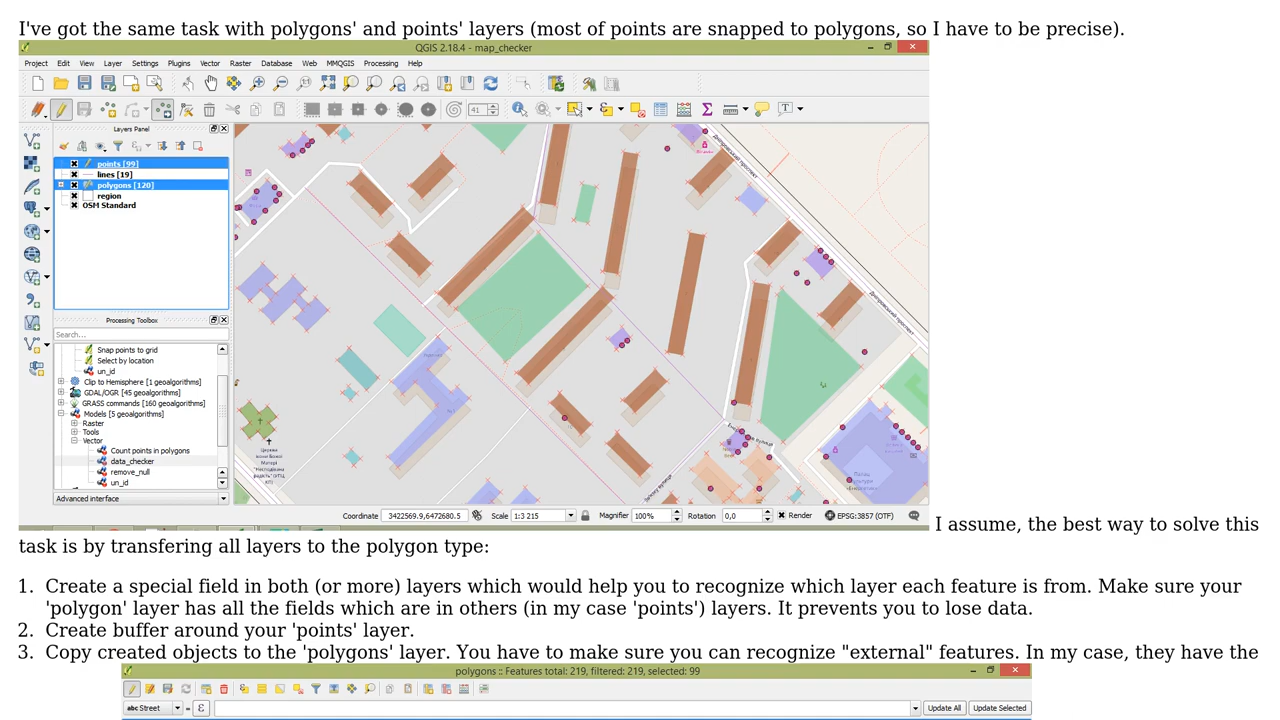 I've got the same task with polygons' and points' layers (most of points are snapped to polygons, so I have to be precise).
QGIS 2.18.4 - map_checker
Project Edit View Layer Settings Plugins Vector Raster Database Web MMQGIS Processing Help
41
Layers Panel
points [99]
lines [19]
polygons [120]
region
OSM Standard
Processing Toolbox
Search...
Snap points to grid
Select by location
un_id
Clip to Hemisphere [1 geoalgorithms]
GDAL/OGR [45 geoalgorithms]
GRASS commands [160 geoalgorithms]
Models [5 geoalgorithms]
Raster
Tools
Vector
Count points in polygons
data_checker
remove_null
un_id
Advanced interface
Coordinate 3422569.9,6472680.5 Scale 1:3 215 Magnifier 100% Rotation 0,0 Render EPSG:3857 (OTF)
I assume, the best way to solve this
task is by transfering all layers to the polygon type:
1. Create a special field in both (or more) layers which would help you to recognize which layer each feature is from. Make sure your
'polygon' layer has all the fields which are in others (in my case 'points') layers. It prevents you to lose data.
2. Create buffer around your 'points' layer.
3. Copy created objects to the 'polygons' layer. You have to make sure you can recognize "external" features. In my case, they have the
polygons :: Features total: 219, filtered: 219, selected: 99
abc Street = ε Update All Update Selected